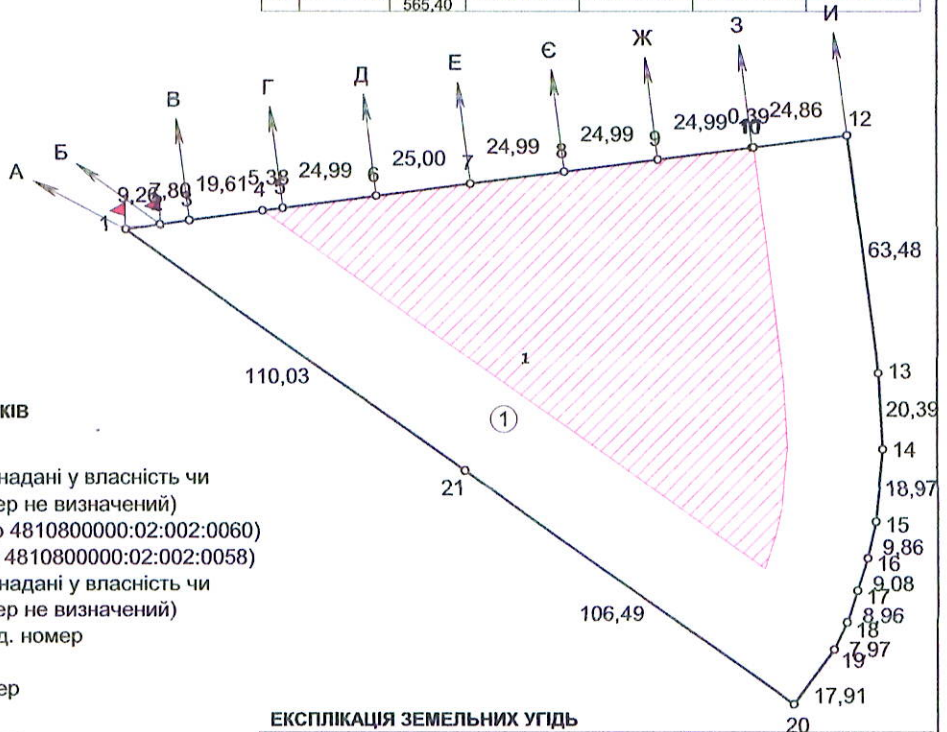 565,40
А
Б
В
Г
Д
Е
Є
Ж
З
И
9,26
7,80
19,61
5,38
24,99
25,00
24,99
24,99
24,99
0,39
24,86
1
2
3
4
5
6
7
8
9
10
12
63,48
13
20,39
14
18,97
15
9,86
16
9,08
17
8,96
18
7,97
19
17,91
20
106,49
21
110,03
1
1
КІВ
надані у власність чи
ер не визначений)
о 4810800000:02:002:0060)
4810800000:02:002:0058)
надані у власність чи
ер не визначений)
д. номер
ер
ЕКСПЛІКАЦІЯ ЗЕМЕЛЬНИХ УГІДЬ